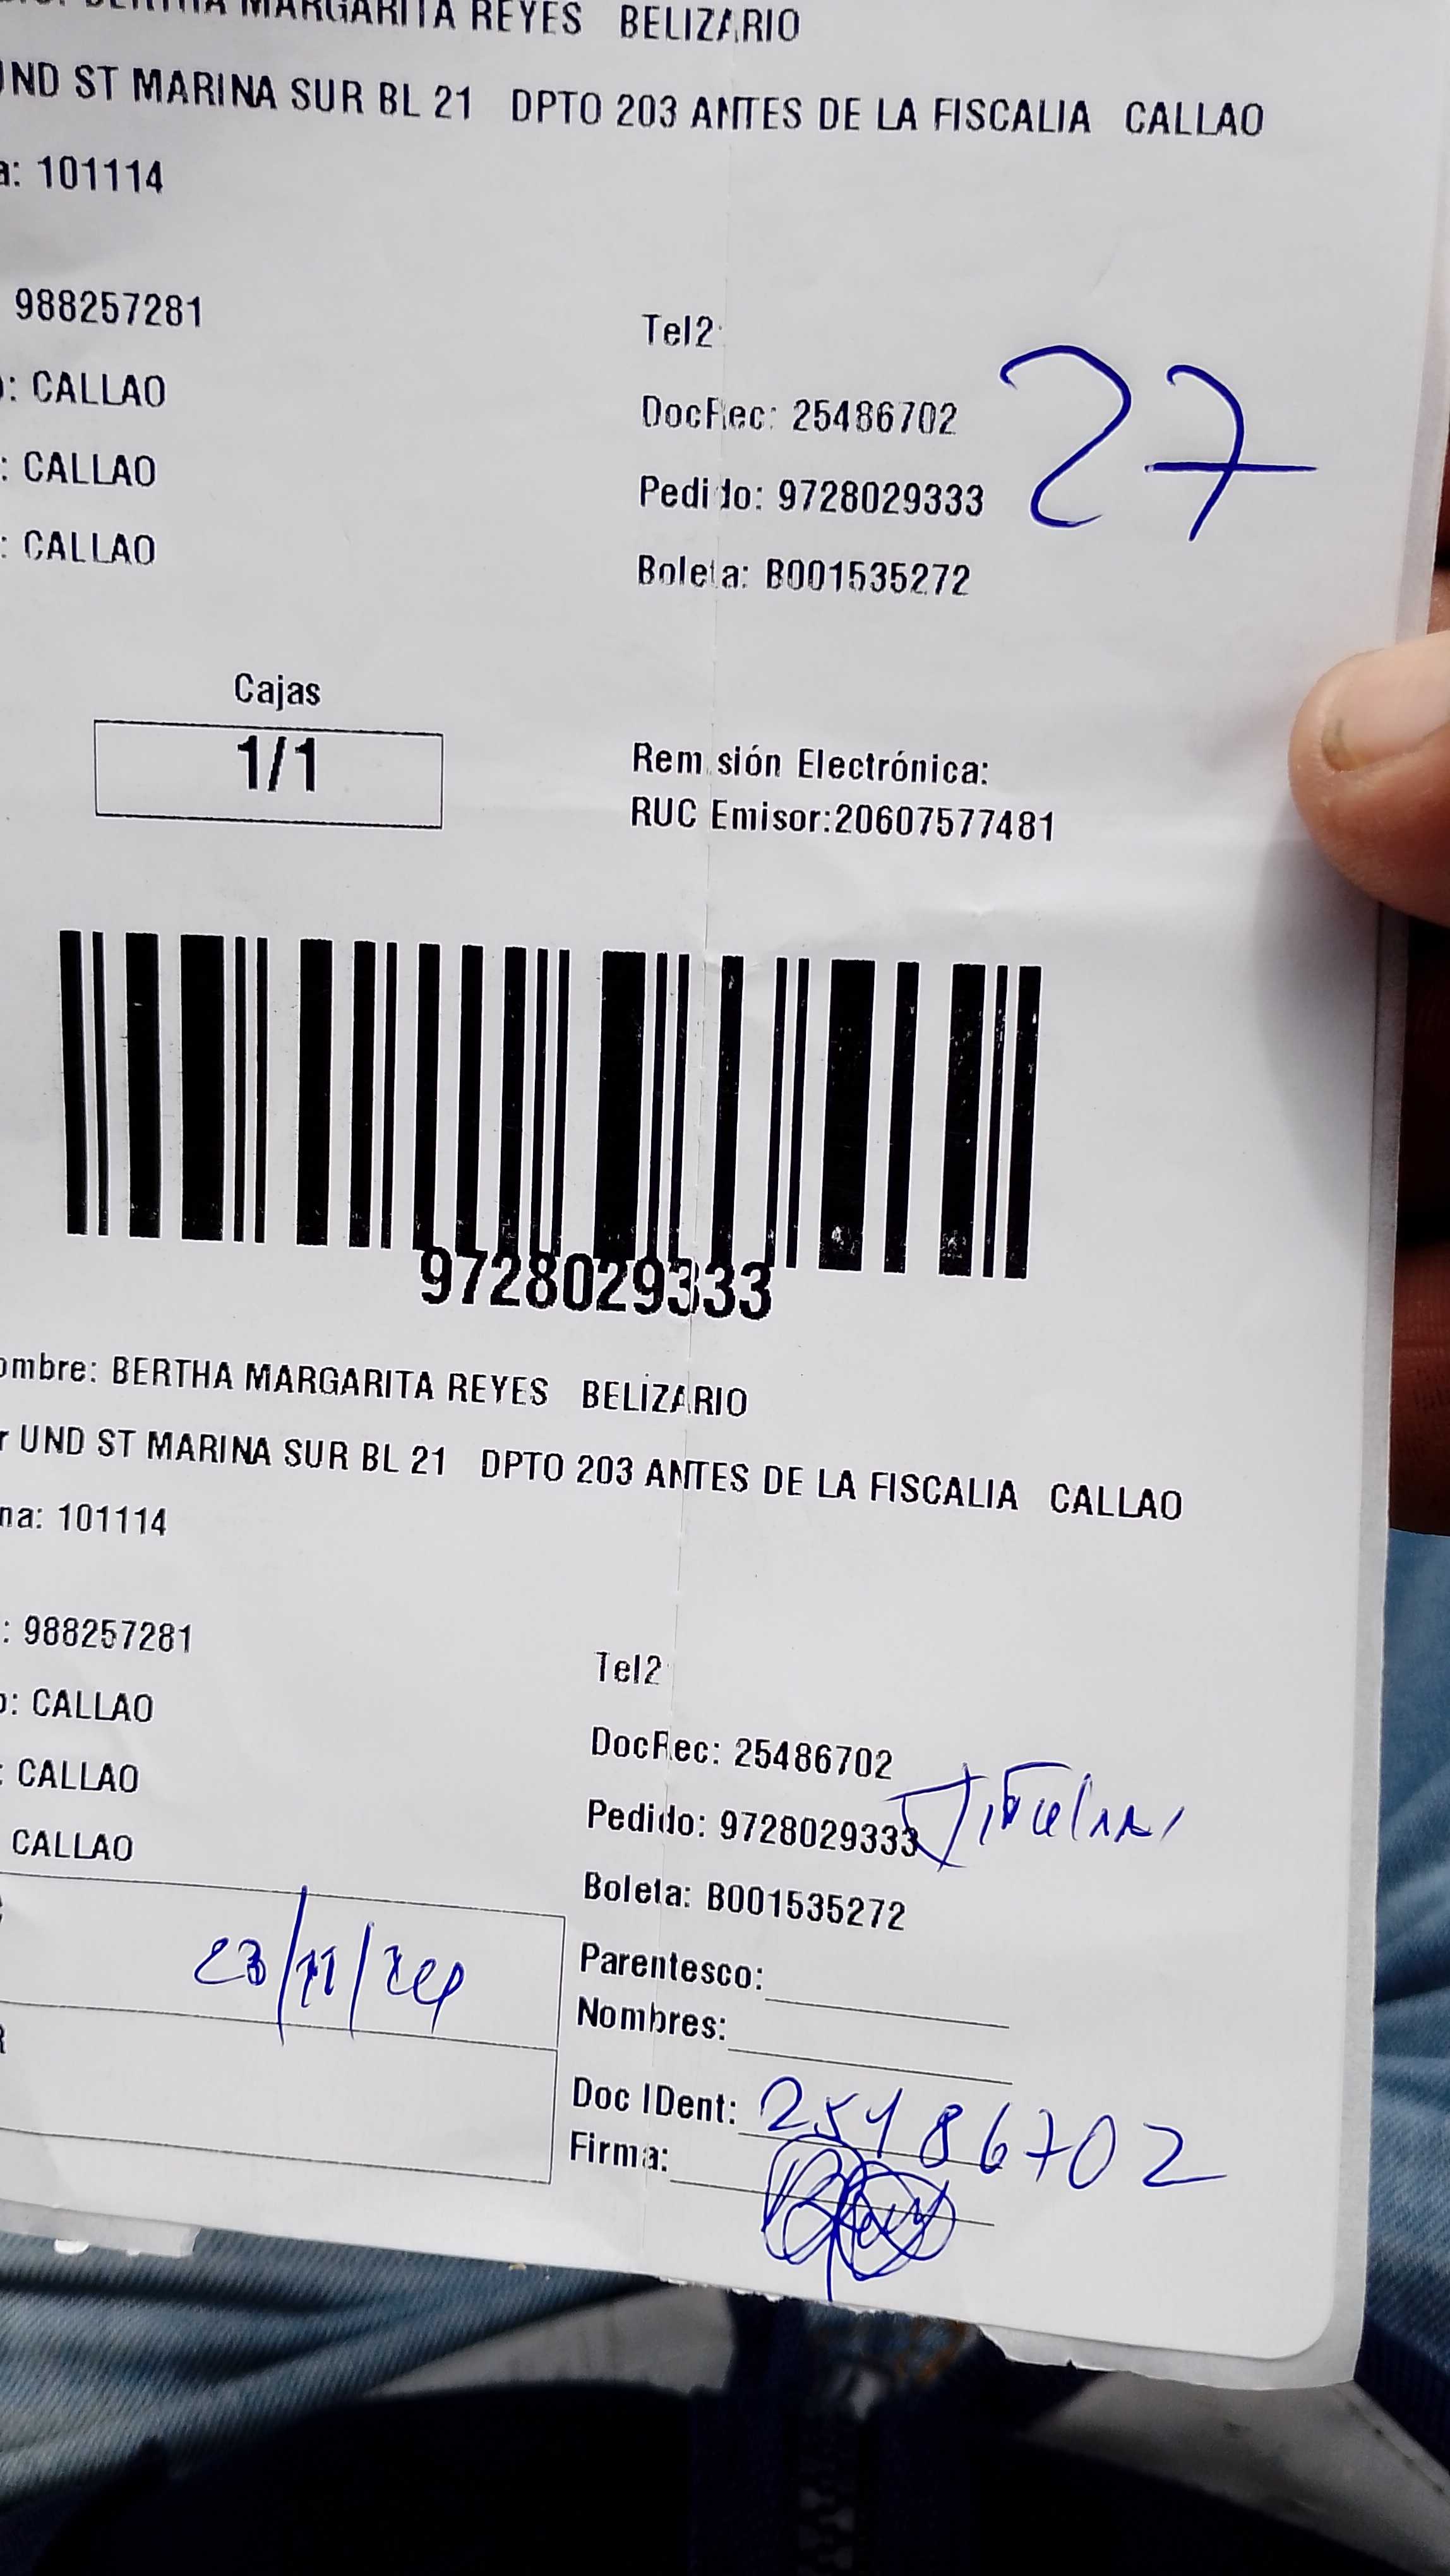 BERTHA MARGARITA REYES BELIZARIO
UND ST MARINA SUR BL 21 DPTO 203 ANTES DE LA FISCALIA CALLAO
a: 101114
988257281
Tel2
27
: CALLAO
DocRec: 25486702
: CALLAO
Pedido: 9728029333
: CALLAO
Boleta: B001535272
Cajas
1/1
Remisión Electrónica:
RUC Emisor:20607577481
9728029333
ombre: BERTHA MARGARITA REYES BELIZARIO
r UND ST MARINA SUR BL 21 DPTO 203 ANTES DE LA FISCALIA CALLAO
na: 101114
: 988257281
Tel2
o: CALLAO
DocRec: 25486702
: CALLAO
Pedido: 9728029333 Titular
CALLAO
Boleta: B001535272
23/11/24
Parentesco:
Nombres:
Doc IDent: 25486702
Firma: